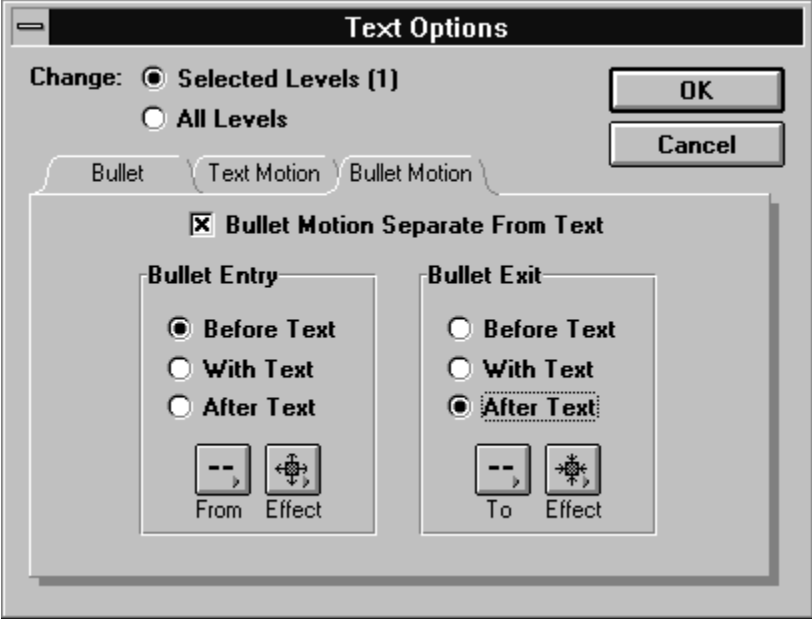 Text Options
Change: Selected Levels (1)
All Levels
OK
Cancel
Bullet Text Motion Bullet Motion
Bullet Motion Separate From Text
Bullet Entry
Before Text
With Text
After Text
-- 
From Effect
Bullet Exit
Before Text
With Text
After Text
--
To Effect